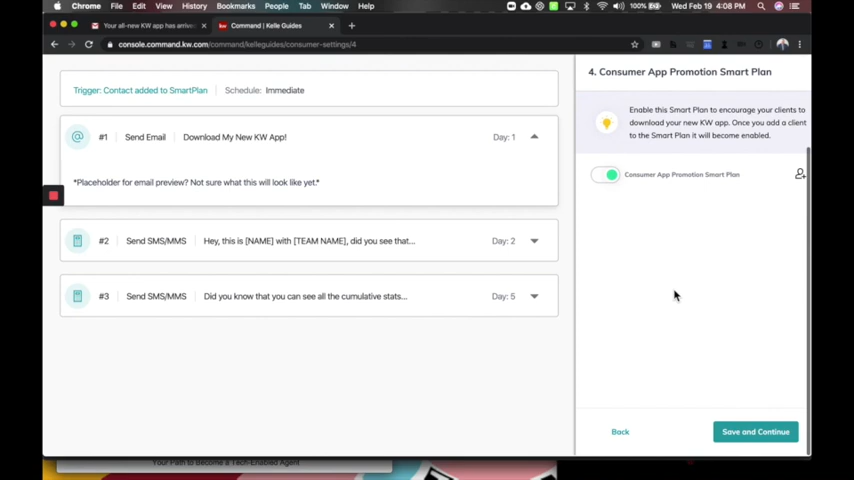 Chrome File Edit View History Bookmarks People Tab Window Help
100% Wed Feb 19 4:08 PM
Your all-new KW app has arrive
Command | Kelle Guides
console.command.kw.com/command/kelleguides/consumer-settings/4
Trigger: Contact added to SmartPlan Schedule: Immediate
#1 Send Email Download My New KW App! Day: 1
*Placeholder for email preview? Not sure what this will look like yet.*
#2 Send SMS/MMS Hey, this is [NAME] with [TEAM NAME], did you see that... Day: 2
#3 Send SMS/MMS Did you know that you can see all the cumulative stats... Day: 5
4. Consumer App Promotion Smart Plan
Enable this Smart Plan to encourage your clients to
download your new KW app. Once you add a client
to the Smart Plan it will become enabled.
Consumer App Promotion Smart Plan
Back Save and Continue
Your Path to Become a Tech-Enabled Agent